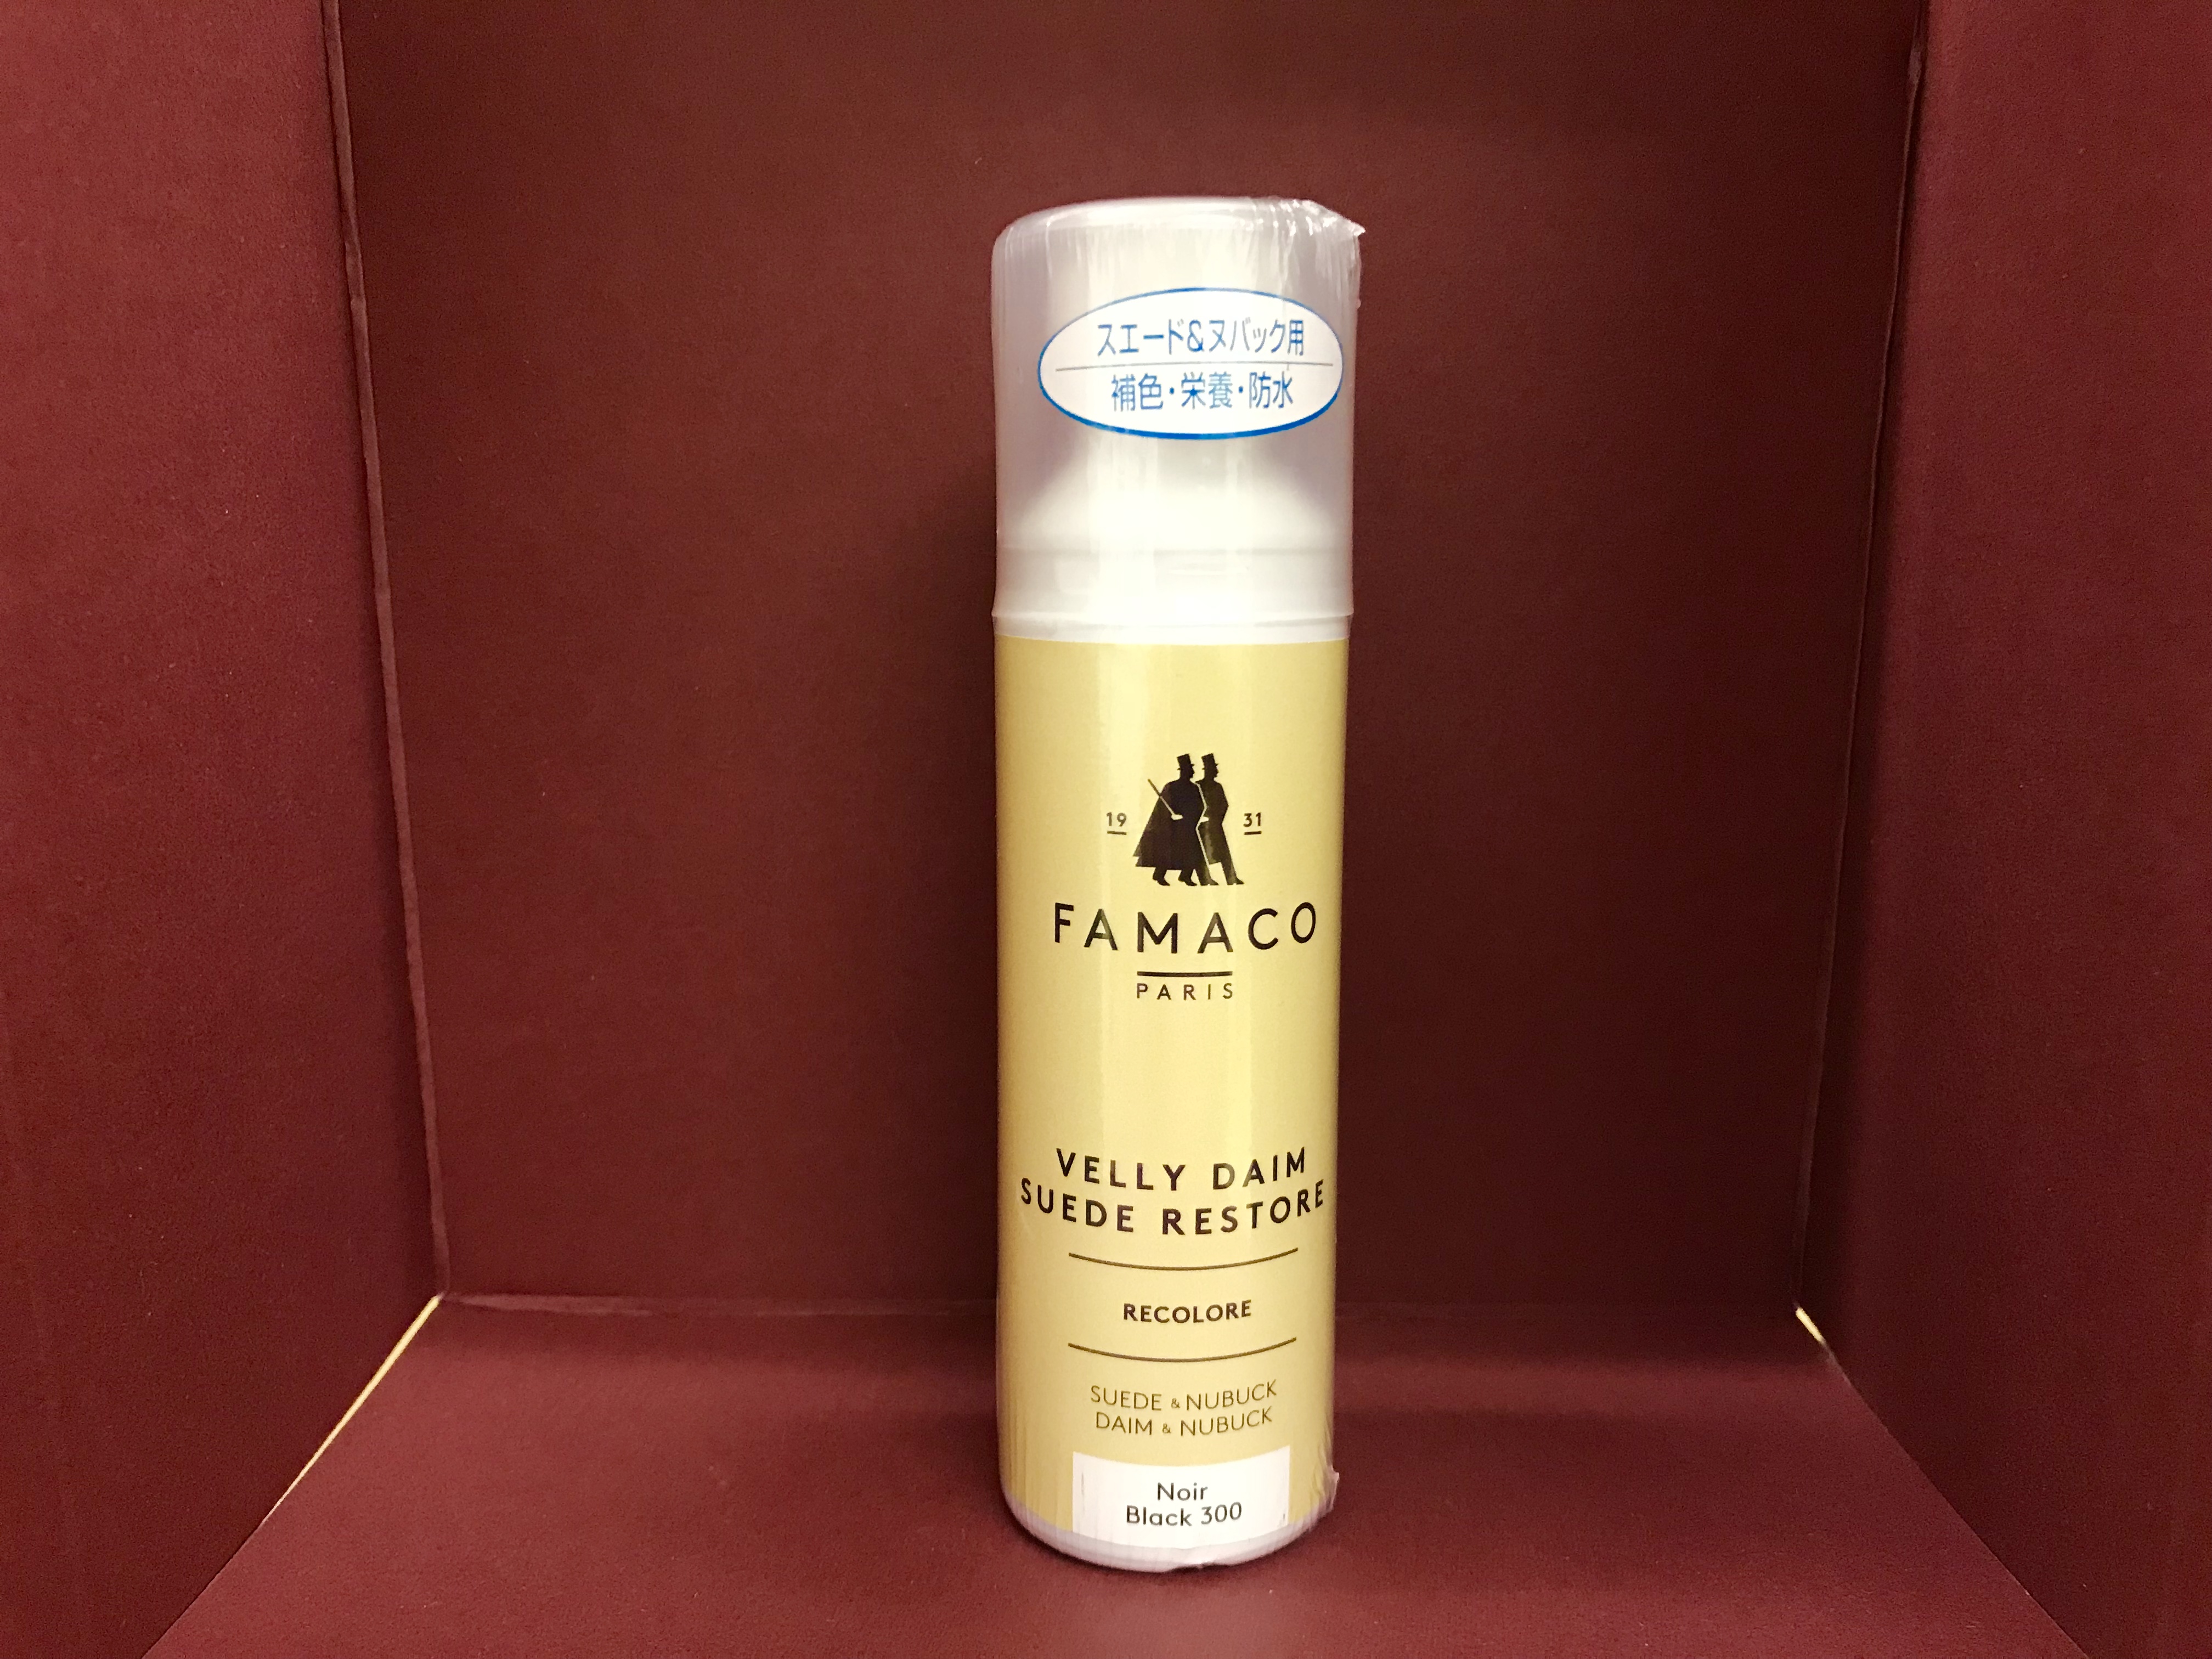 スエード&ヌバック用
補色・栄養・防水
19 31
FAMACO
PARIS
VELLY DAIM
SUEDE RESTORE
RECOLORE
SUEDE & NUBUCK
DAIM & NUBUCK
Noir
Black 300